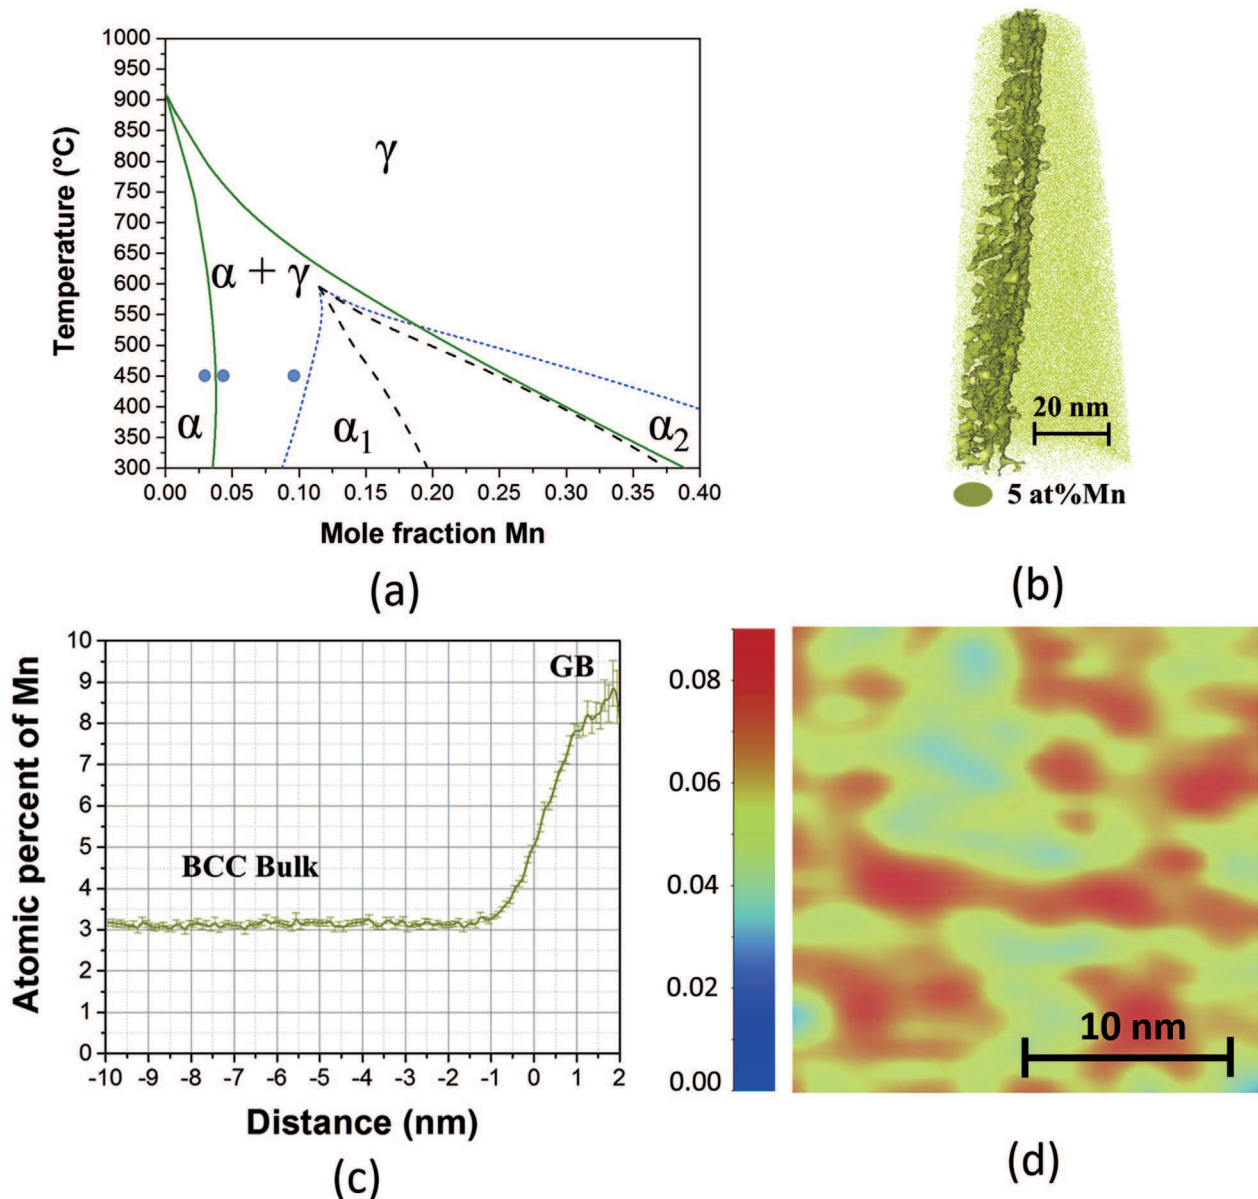 1000
950
900
850
800
750
700
650
600
550
500
450
400
350
300
Temperature (°C)
γ
α + γ
α
α₁
α₂
0.00 0.05 0.10 0.15 0.20 0.25 0.30 0.35 0.40
Mole fraction Mn
(a)
20 nm
5 at%Mn
(b)
10
9
8
7
6
5
4
3
2
1
0
Atomic percent of Mn
GB
BCC Bulk
-10 -9 -8 -7 -6 -5 -4 -3 -2 -1 0 1 2
Distance (nm)
(c)
0.08
0.06
0.04
0.02
0.00
10 nm
(d)